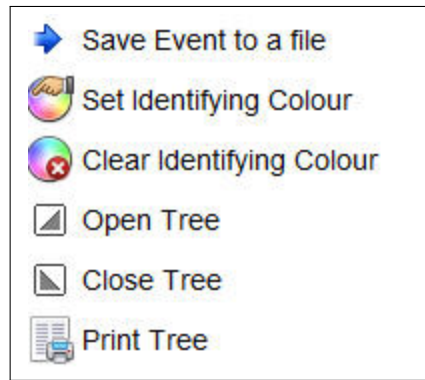 Save Event to a file
Set Identifying Colour
Clear Identifying Colour
Open Tree
Close Tree
Print Tree